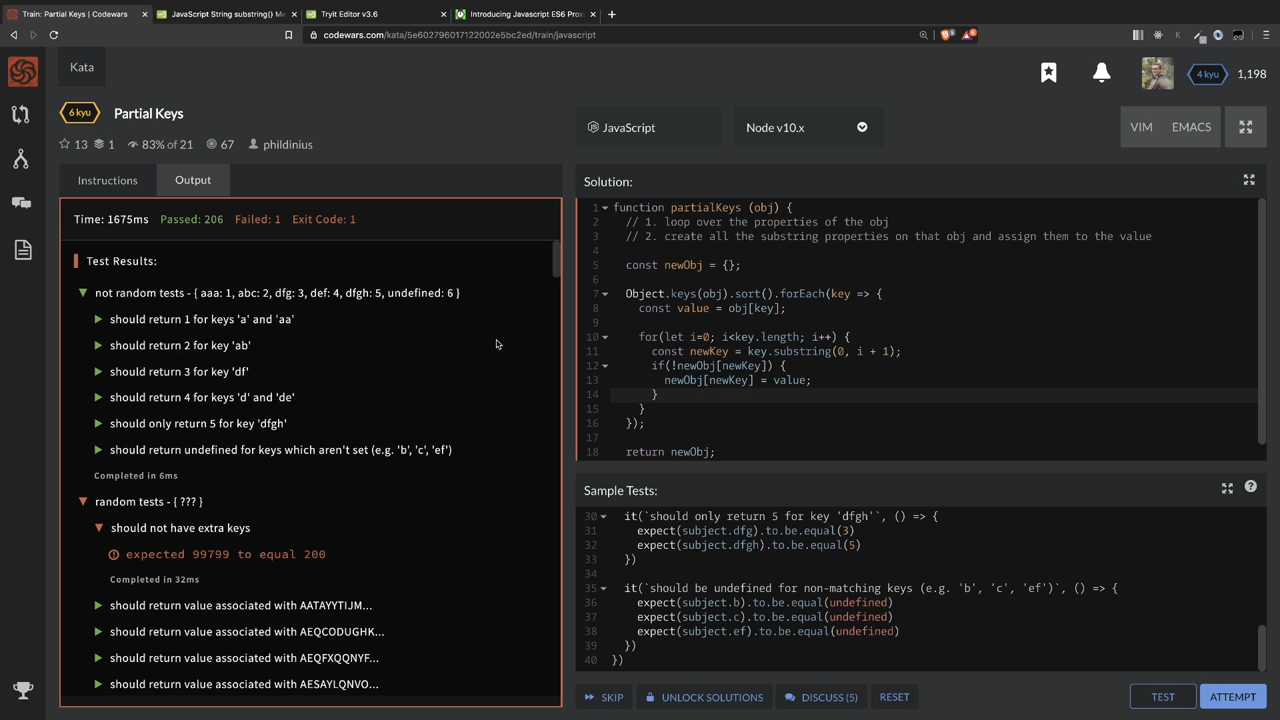 Train: Partial Keys | Codewars
JavaScript String substring() Me
Tryit Editor v3.6
Introducing Javascript ES6 Prox
codewars.com/kata/5e602796017122002e5bc2ed/train/javascript
Kata
4 kyu 1,198
6 kyu Partial Keys
JavaScript
Node v10.x
VIM EMACS
13 1 83% of 21 67 phildinius
Instructions Output
Solution:
Time: 1675ms Passed: 206 Failed: 1 Exit Code: 1
Test Results:
not random tests - { aaa: 1, abc: 2, dfg: 3, def: 4, dfgh: 5, undefined: 6 }
should return 1 for keys 'a' and 'aa'
should return 2 for key 'ab'
should return 3 for key 'df'
should return 4 for keys 'd' and 'de'
should only return 5 for key 'dfgh'
should return undefined for keys which aren't set (e.g. 'b', 'c', 'ef')
Completed in 6ms
random tests - { ??? }
should not have extra keys
expected 99799 to equal 200
Completed in 32ms
should return value associated with AATAYYTIJM...
should return value associated with AEQCODUGHK...
should return value associated with AEQFXQQNYF...
should return value associated with AESAYLQNVO...
1 function partialKeys (obj) {
2 // 1. loop over the properties of the obj
3 // 2. create all the substring properties on that obj and assign them to the value
4
5 const newObj = {};
6
7 Object.keys(obj).sort().forEach(key => {
8 const value = obj[key];
9
10 for(let i=0; i<key.length; i++) {
11 const newKey = key.substring(0, i + 1);
12 if(!newObj[newKey]) {
13 newObj[newKey] = value;
14 }
15 }
16 });
17
18 return newObj;
Sample Tests:
30 it(`should only return 5 for key 'dfgh'`, () => {
31 expect(subject.dfg).to.be.equal(3)
32 expect(subject.dfgh).to.be.equal(5)
33 })
34
35 it(`should be undefined for non-matching keys (e.g. 'b', 'c', 'ef')`, () => {
36 expect(subject.b).to.be.equal(undefined)
37 expect(subject.c).to.be.equal(undefined)
38 expect(subject.ef).to.be.equal(undefined)
39 })
40 })
SKIP UNLOCK SOLUTIONS DISCUSS (5) RESET TEST ATTEMPT